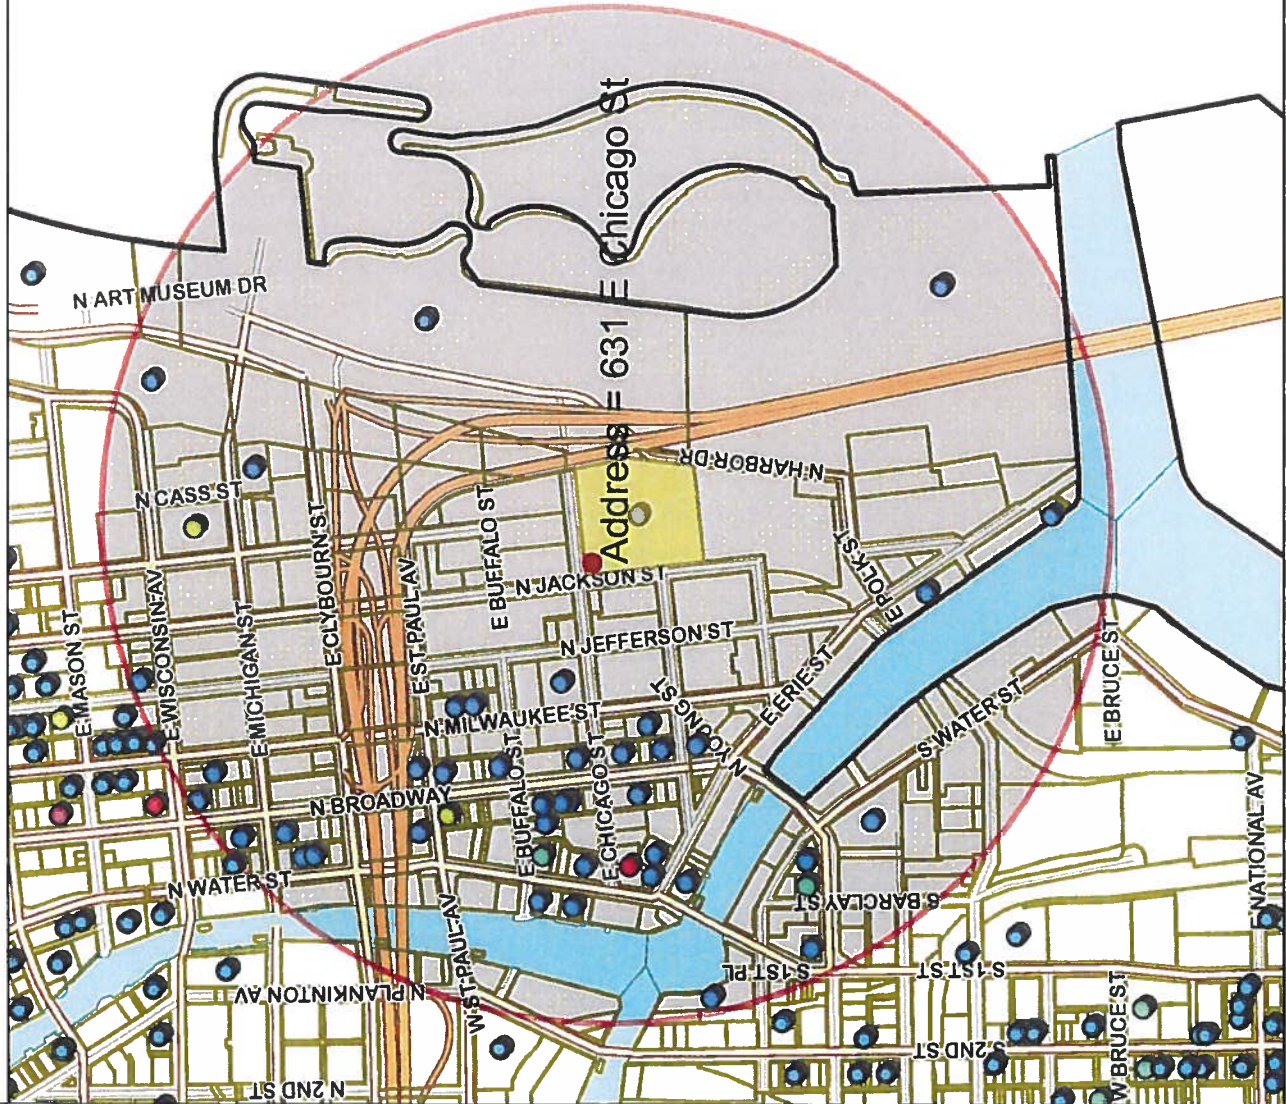 Address = 631 E Chicago St
N ART MUSEUM DR
N CASS ST
N HARBOR DR
E CLYBOURN ST
E BUFFALO ST
E POLK ST
E ST PAUL AV
N JACKSON ST
E WISCONSIN AV
E MASON ST
E MICHIGAN ST
N JEFFERSON ST
E ERIE ST
E BRUCE ST
S WATER ST
N MILWAUKEE ST
N YOUNG ST
E BUFFALO ST
E CHICAGO ST
N BROADWAY
E NATIONAL AV
N WATER ST
S BARCLAY ST
W ST PAUL AV
S 1ST PL
S 1ST ST
N PLANKINTON AV
S 2ND ST
W BRUCE ST
N 2ND ST